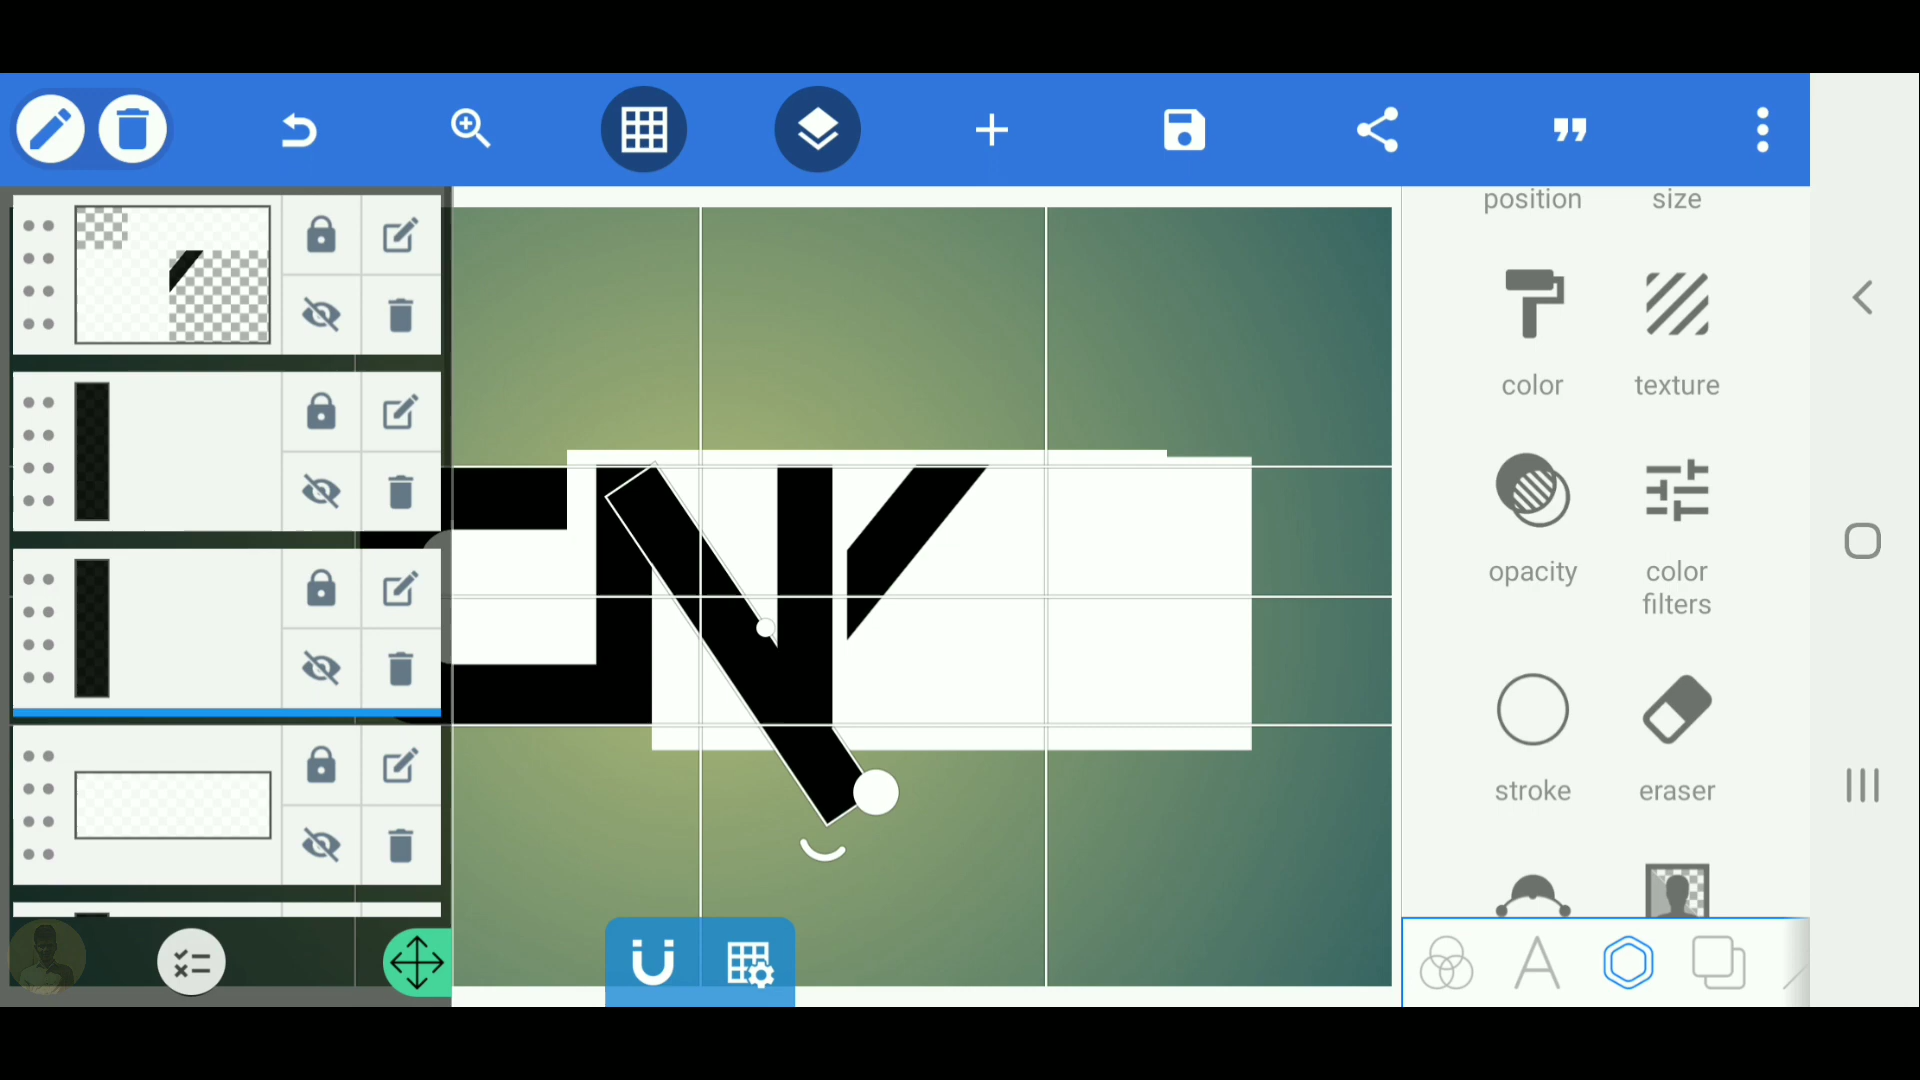 position size
color texture
opacity color
filters
stroke eraser